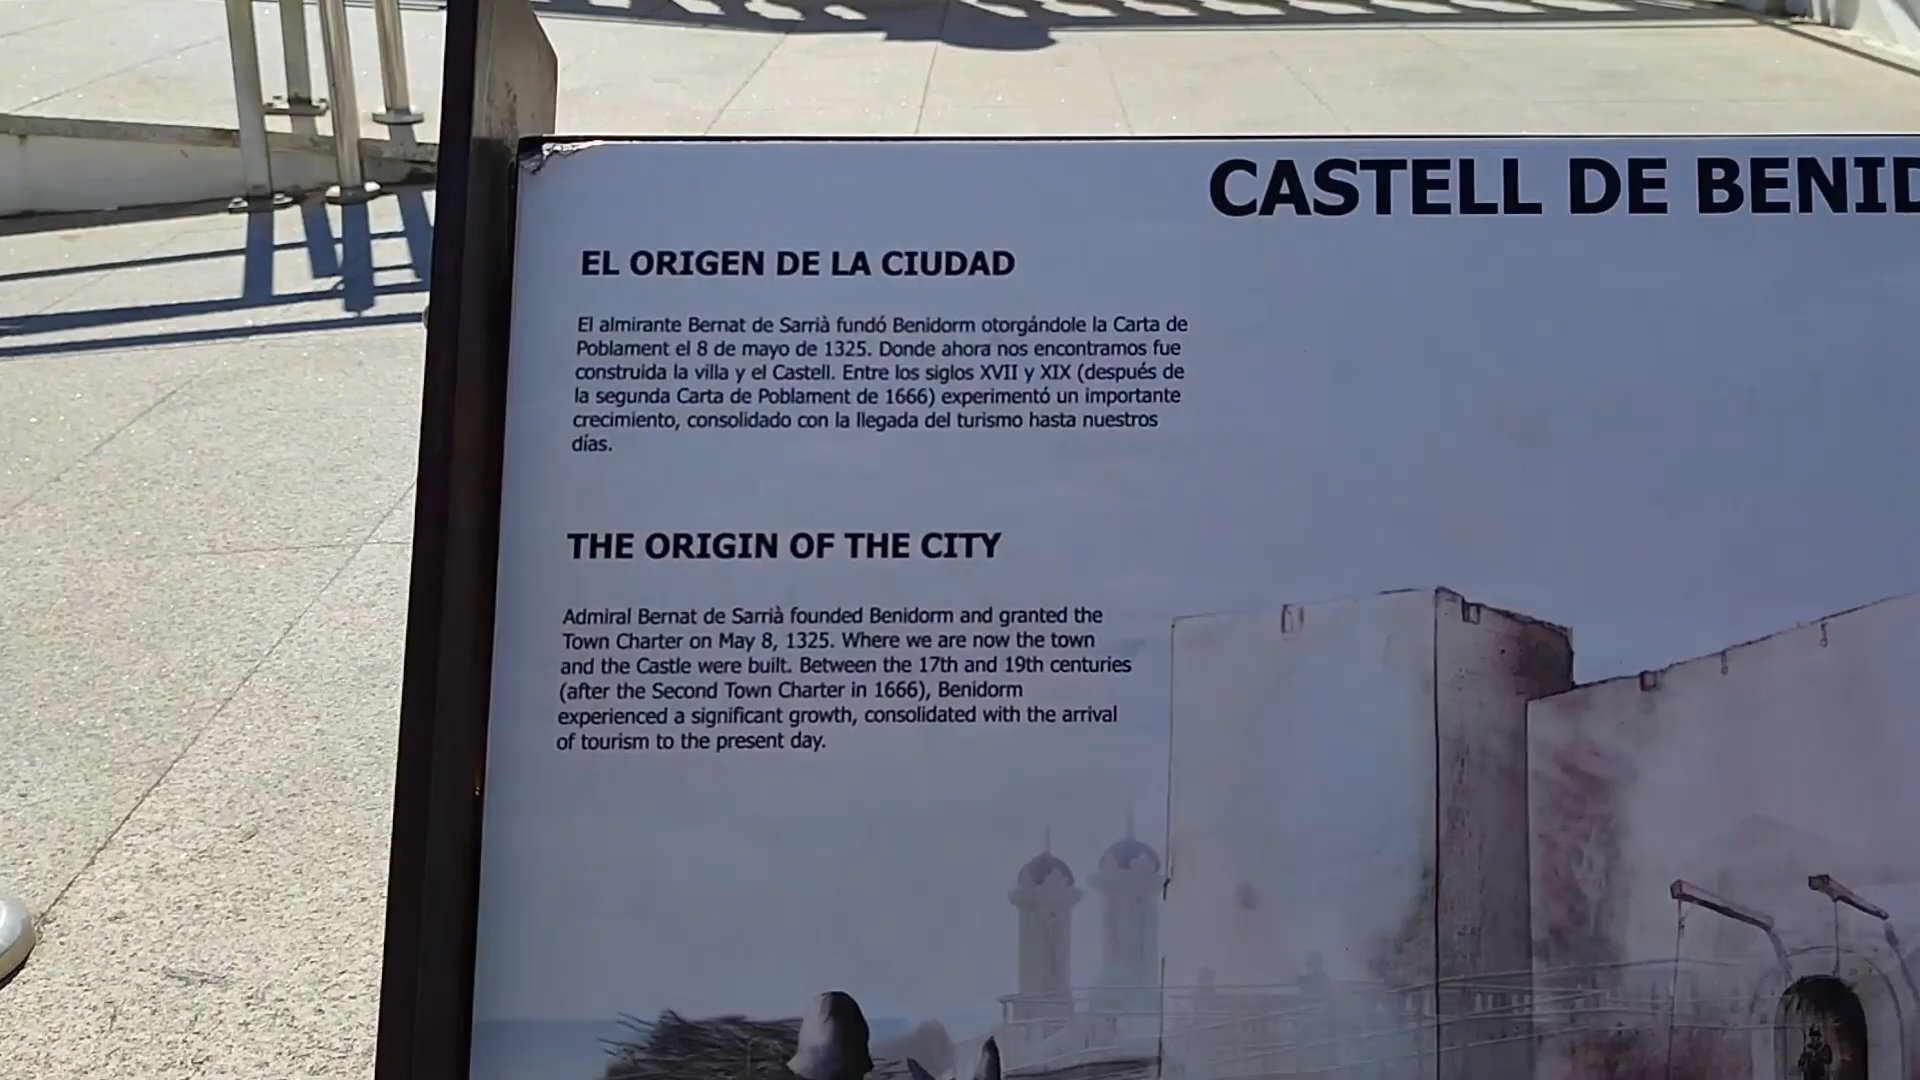 CASTELL DE BENID
EL ORIGEN DE LA CIUDAD
El almirante Bernat de Sarrià fundó Benidorm otorgándole la Carta de
Poblament el 8 de mayo de 1325. Donde ahora nos encontramos fue
construida la villa y el Castell. Entre los siglos XVII y XIX (después de
la segunda Carta de Poblament de 1666) experimentó un importante
crecimiento, consolidado con la llegada del turismo hasta nuestros
días.
THE ORIGIN OF THE CITY
Admiral Bernat de Sarrià founded Benidorm and granted the
Town Charter on May 8, 1325. Where we are now the town
and the Castle were built. Between the 17th and 19th centuries
(after the Second Town Charter in 1666), Benidorm
experienced a significant growth, consolidated with the arrival
of tourism to the present day.